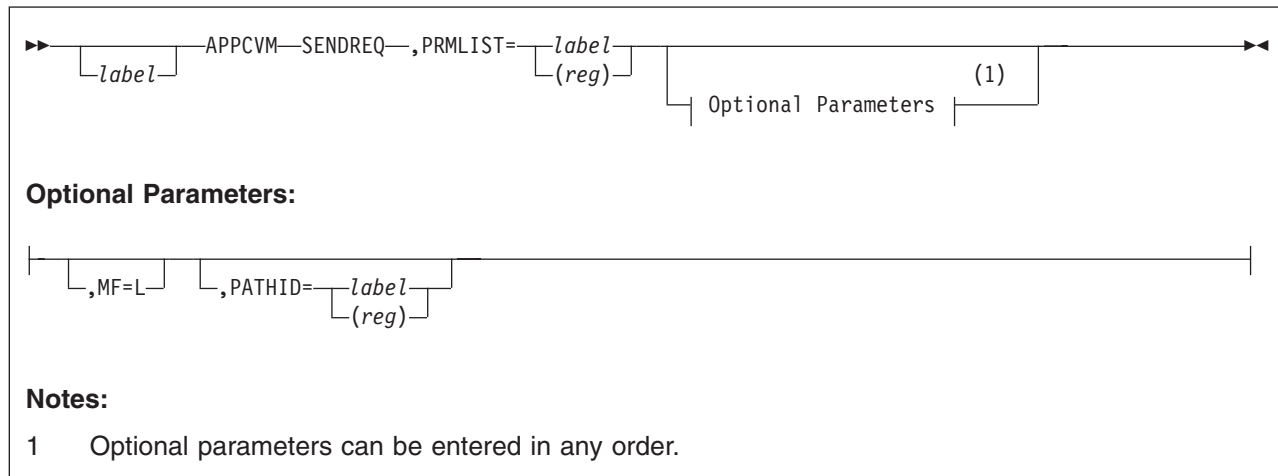 APPCVM SENDREQ ,PRMLIST= label
label (reg) (1)
Optional Parameters
Optional Parameters:
,MF=L ,PATHID= label
(reg)
Notes:
1 Optional parameters can be entered in any order.